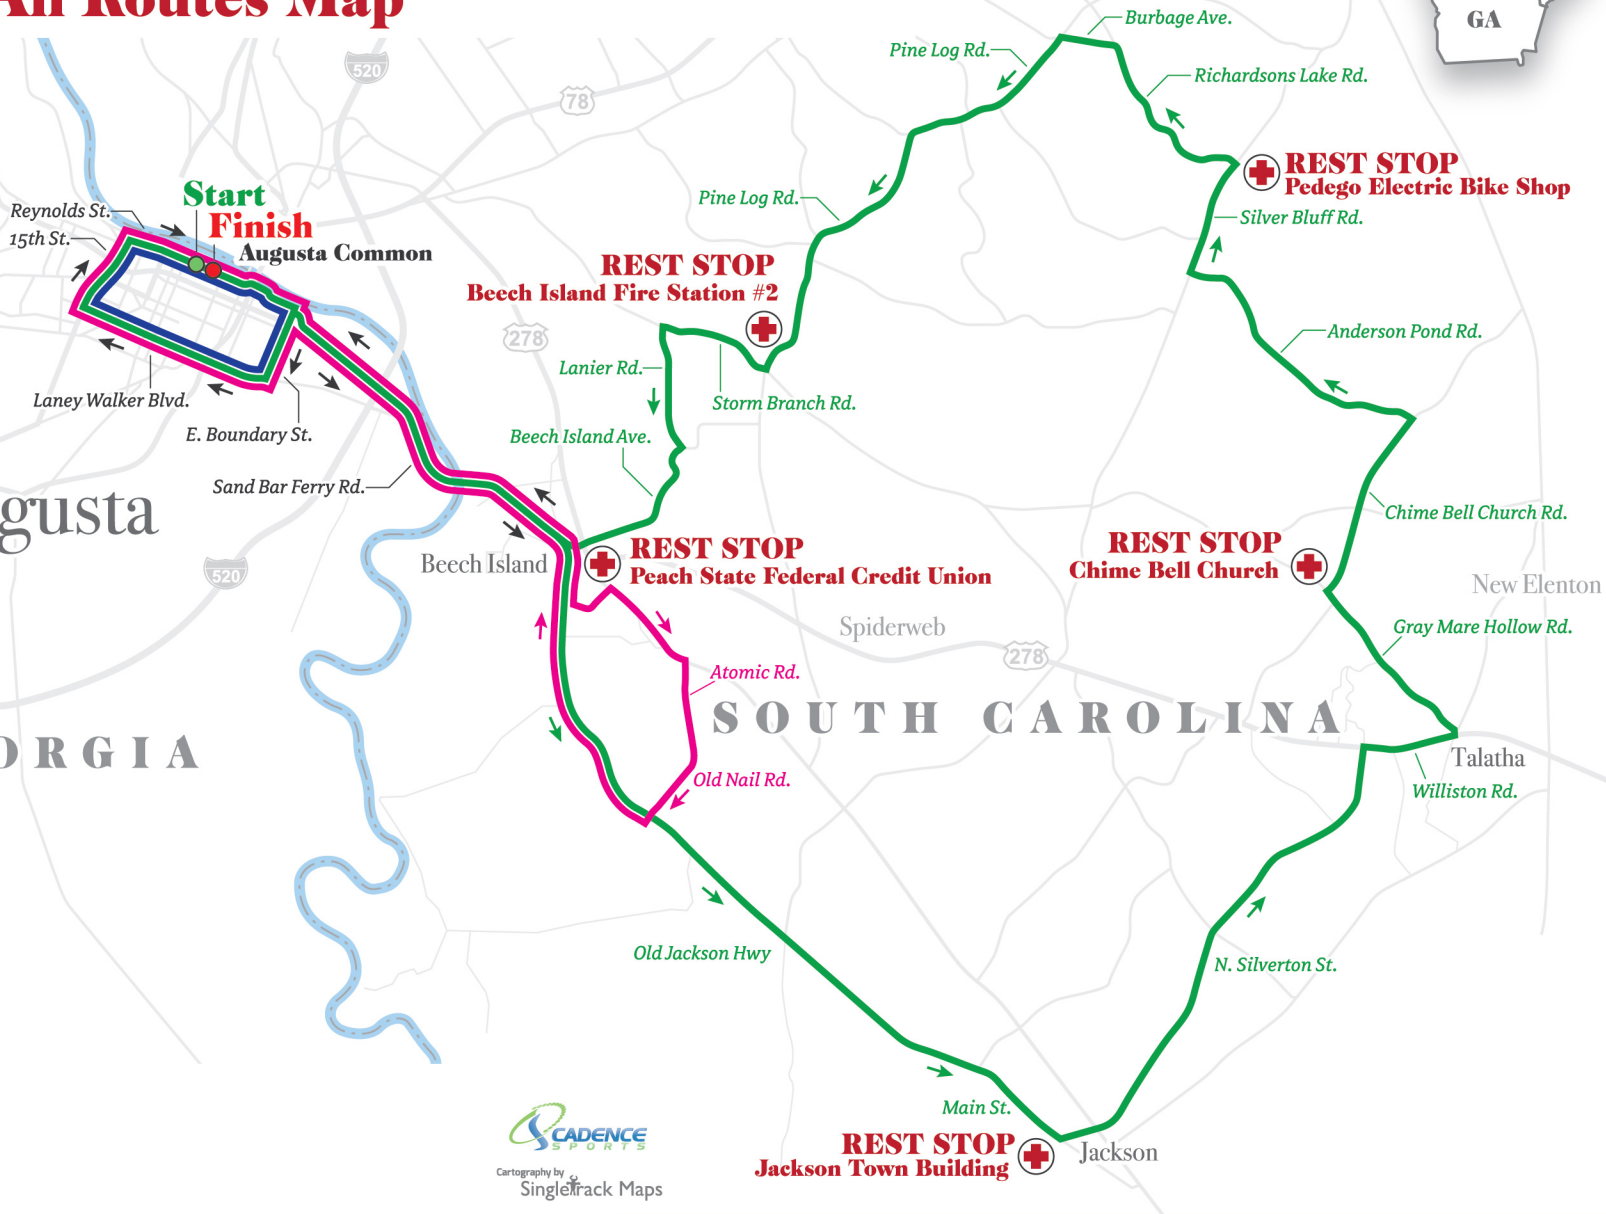 All Routes Map
GA
Burbage Ave.
Pine Log Rd.
520
Richardsons Lake Rd.
78
REST STOP
Pedego Electric Bike Shop
Start
Pine Log Rd.
Reynolds St.
Silver Bluff Rd.
Finish
15th St.
Augusta Common
REST STOP
Beech Island Fire Station #2
278
Anderson Pond Rd.
Lanier Rd.
Laney Walker Blvd.
Storm Branch Rd.
E. Boundary St.
Beech Island Ave.
Sand Bar Ferry Rd.
gusta
Chime Bell Church Rd.
REST STOP
Chime Bell Church
REST STOP
Peach State Federal Credit Union
Beech Island
520
New Elenton
Spiderweb
Gray Mare Hollow Rd.
278
Atomic Rd.
SOUTH CAROLINA
ORGIA
Talatha
Old Nail Rd.
Williston Rd.
Old Jackson Hwy
N. Silverton St.
Main St.
CADENCE
SPORTS
REST STOP
Jackson Town Building
Jackson
Cartography by
SingleTrack Maps